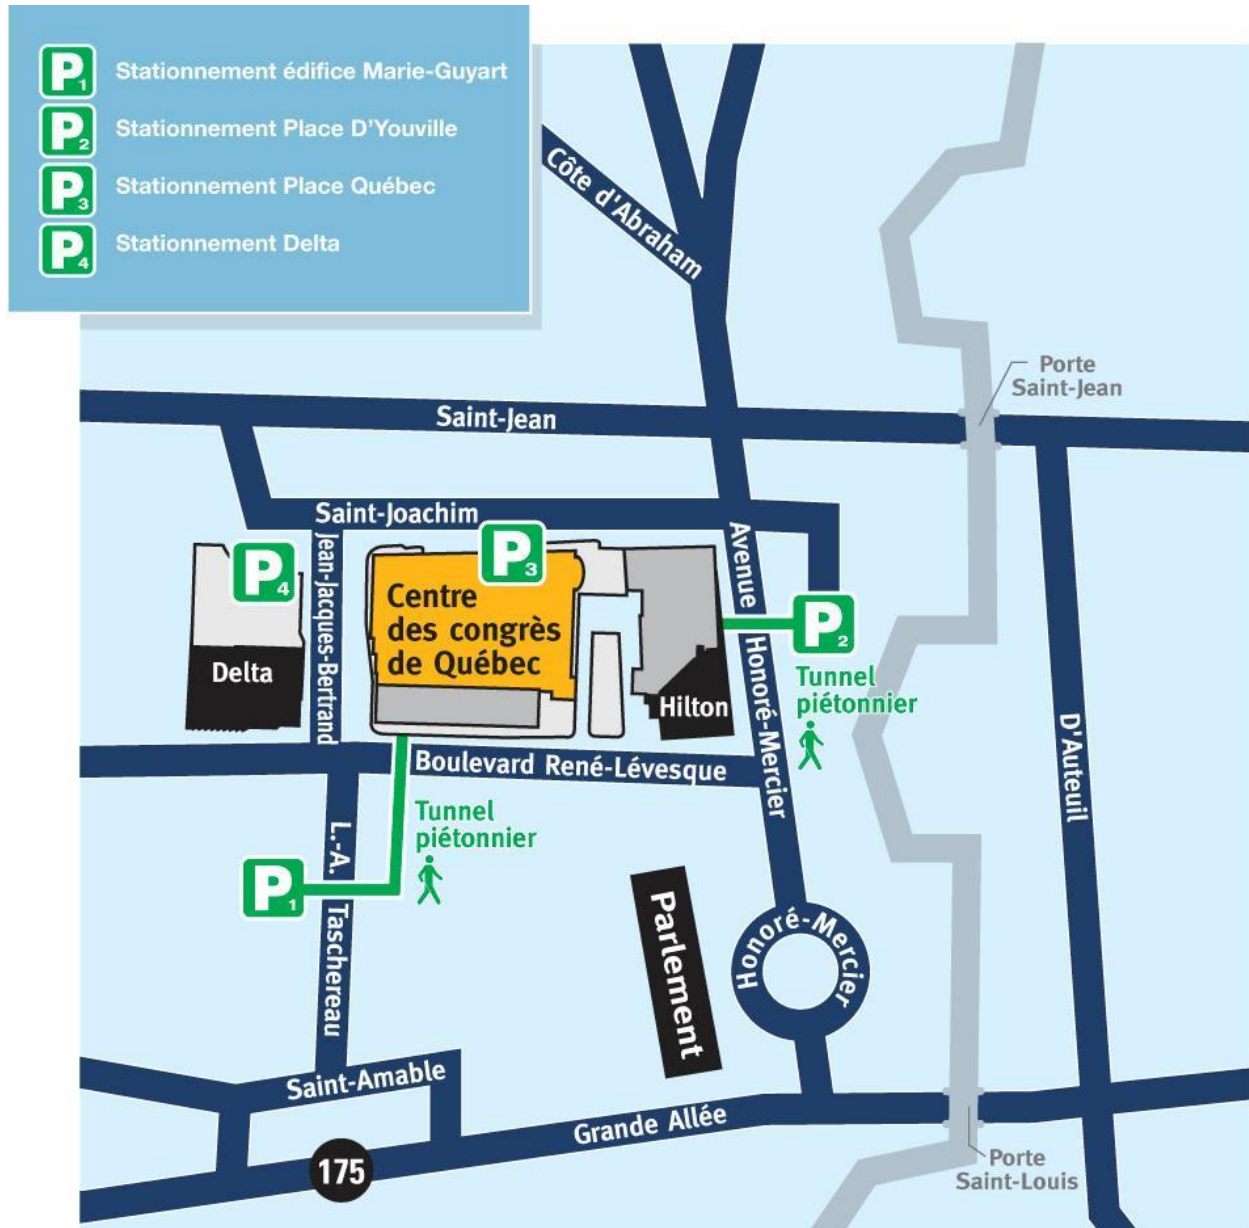 P1 Stationnement édifice Marie-Guyart
P2 Stationnement Place D'Youville
P3 Stationnement Place Québec
P4 Stationnement Delta
Côte d'Abraham
Porte
Saint-Jean
Saint-Jean
Saint-Joachim
Jean-Jacques-Bertrand
P3
P4
Avenue Honoré-Mercier
Centre
des congrès
de Québec
P2
Delta
Hilton
Tunnel
piétonnier
D'Auteuil
Boulevard René-Lévesque
Tunnel
piétonnier
L.-A. Taschereau
P1
Parlement
Honoré-Mercier
Saint-Amable
Grande Allée
175
Porte
Saint-Louis